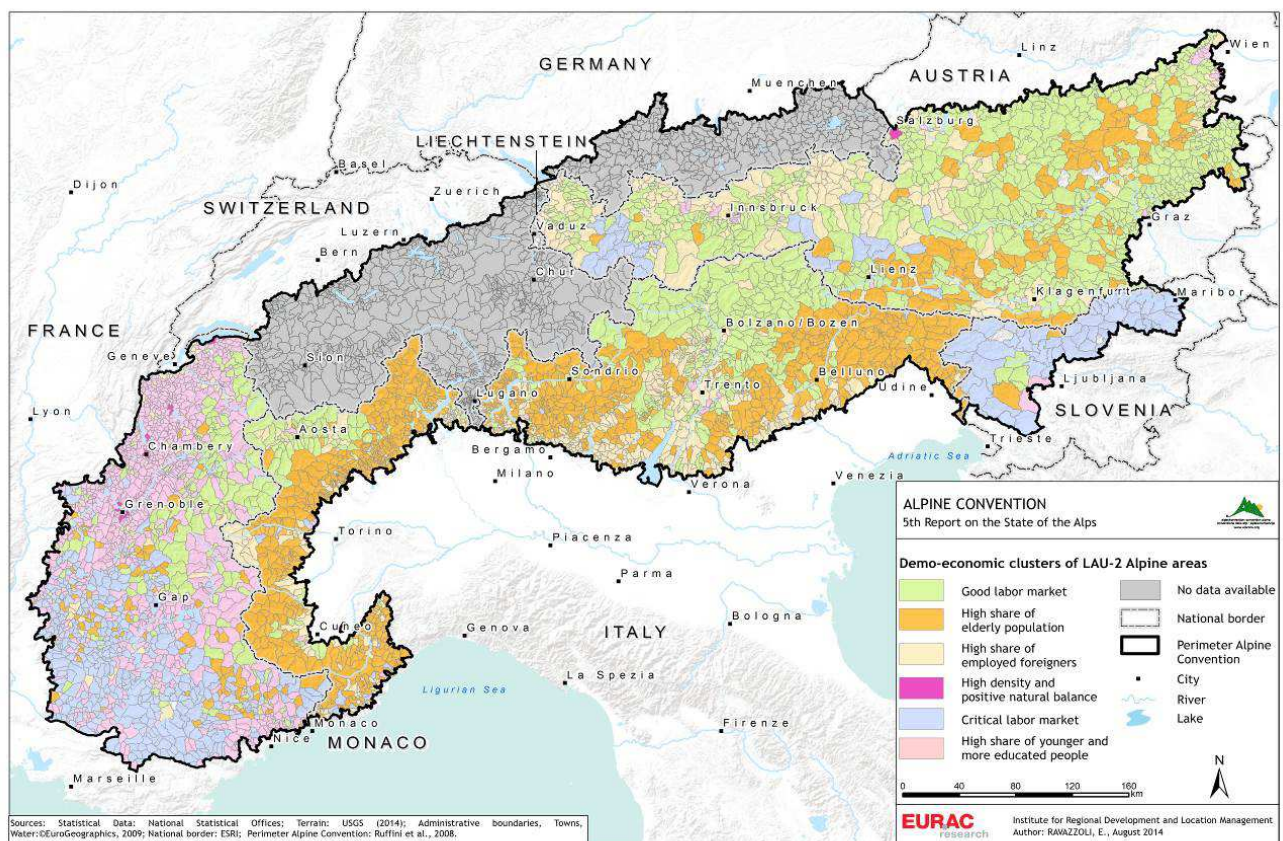 Linz
Wien
GERMANY
Muenchen
AUSTRIA
Salzburg
LIECHTENSTEIN
Basel
Dijon
Zuerich
SWITZERLAND
Innsbruck
Luzern
Vaduz
Graz
Bern
Chur
Lienz
Klagenfurt
Maribor
FRANCE
Bolzano/Bozen
Geneve
Sion
Sondrio
Belluno
Trento
Ljubljana
Udine
Lugano
SLOVENIA
Lyon
Aosta
Trieste
Chambery
Bergamo
Adriatic Sea
Milano
Verona
Venezia
Grenoble
Torino
Piacenza
Parma
Gap
Bologna
Cuneo
Genova
ITALY
La Spezia
Ligurian Sea
Monaco
Firenze
Nice
MONACO
Marseille
ALPINE CONVENTION
5th Report on the State of the Alps
Demo-economic clusters of LAU-2 Alpine areas
Good labor market
High share of
elderly population
High share of
employed foreigners
High density and
positive natural balance
Critical labor market
High share of younger and
more educated people
No data available
National border
Perimeter Alpine
Convention
City
River
Lake
N
0 40 80 120 160
km
EURAC
research
Institute for Regional Development and Location Management
Author: RAVAZZOLI, E., August 2014
Sources: Statistical Data: National Statistical Offices; Terrain: USGS (2014); Administrative boundaries, Towns,
Water:©EuroGeographics, 2009; National border: ESRI; Perimeter Alpine Convention: Ruffini et al., 2008.